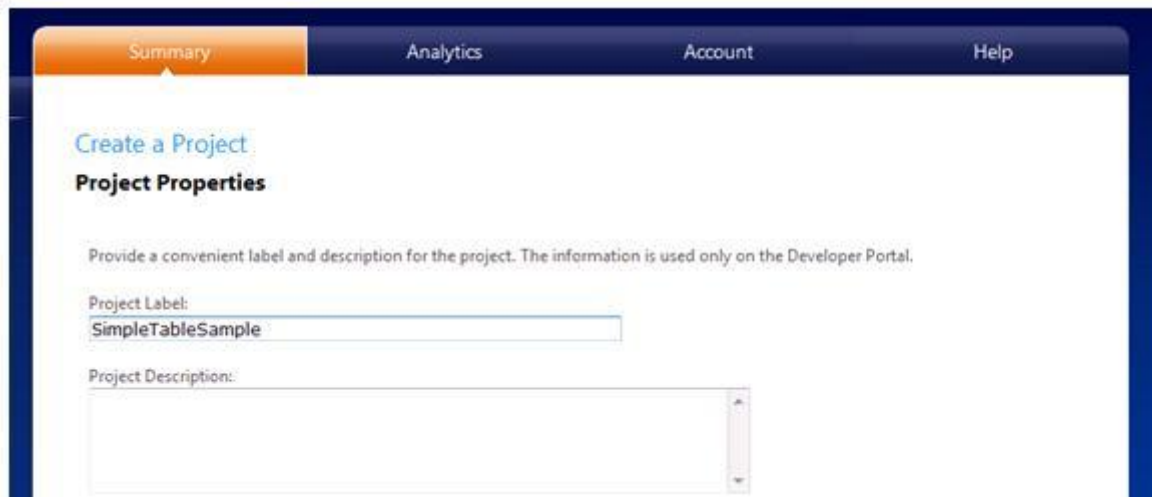 Summary Analytics Account Help
Create a Project
Project Properties
Provide a convenient label and description for the project. The information is used only on the Developer Portal.
Project Label:
SimpleTableSample
Project Description: